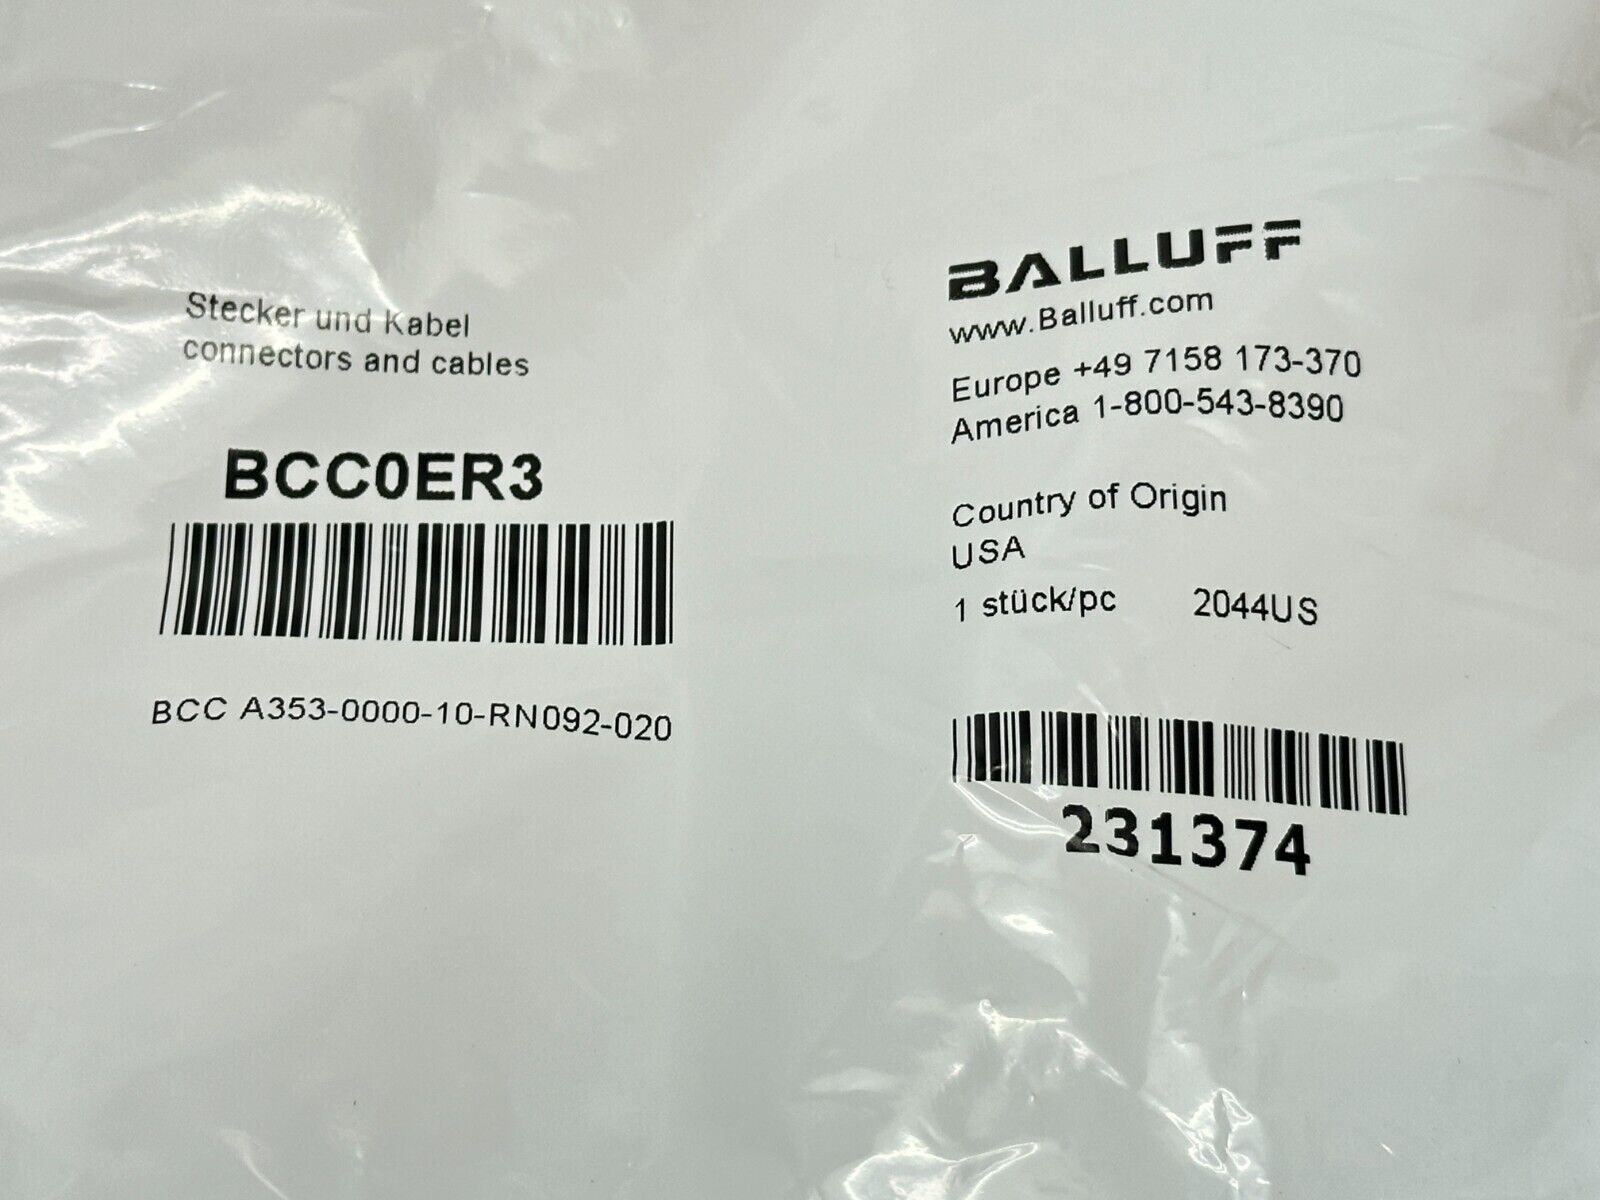 Stecker und Kabel
connectors and cables
BCC0ER3
BCC A353-0000-10-RN092-020
BALLUFF
www.Balluff.com
Europe +49 7158 173-370
America 1-800-543-8390
Country of Origin
USA
1 stück/pc 2044US
231374